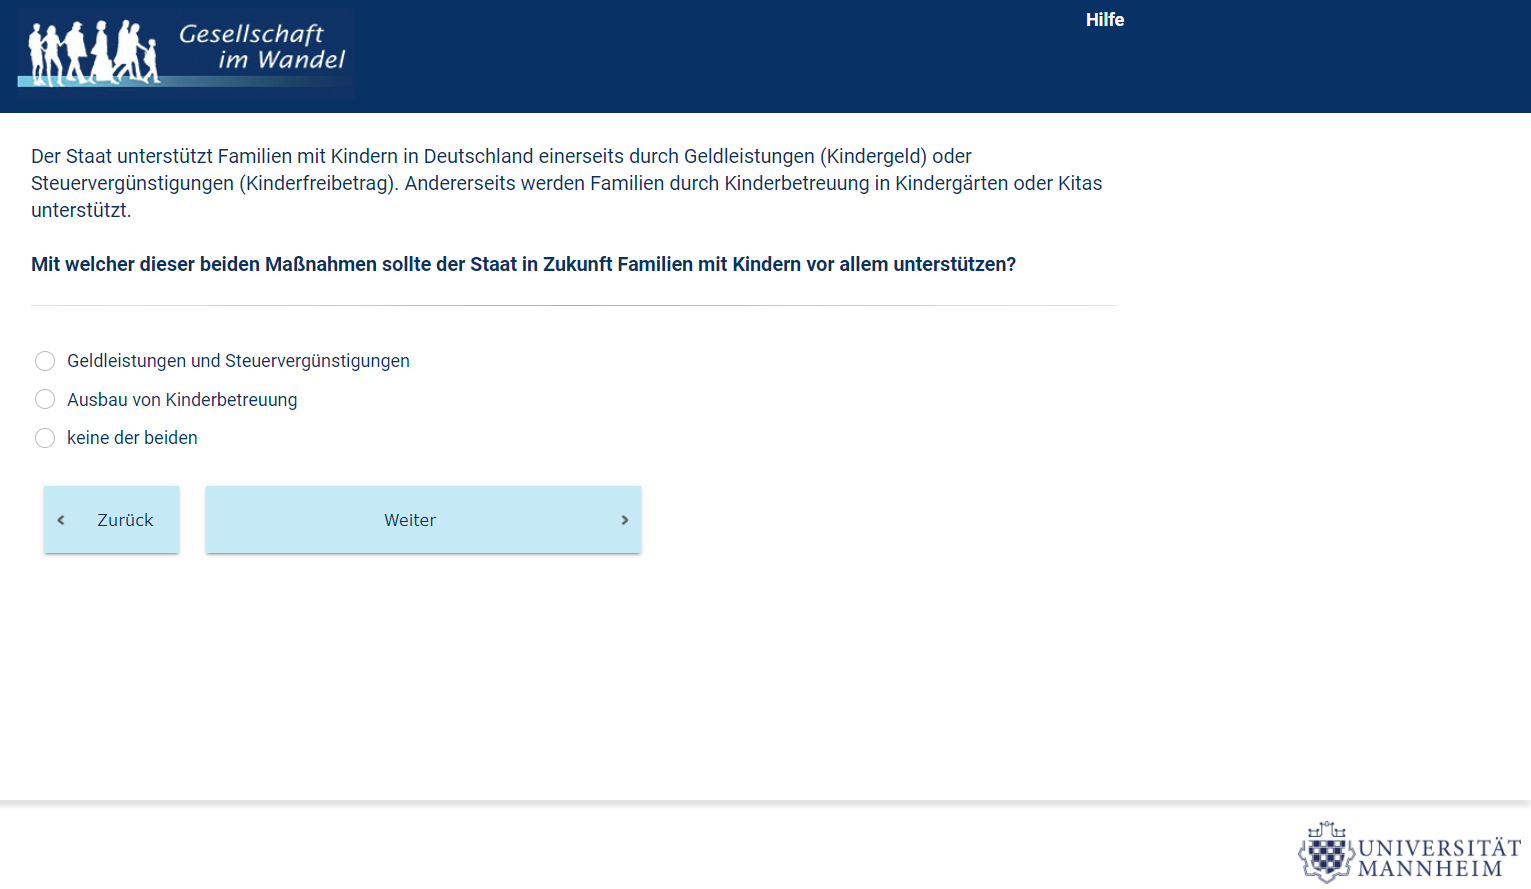 Gesellschaft
im Wandel
Hilfe
Der Staat unterstützt Familien mit Kindern in Deutschland einerseits durch Geldleistungen (Kindergeld) oder
Steuervergünstigungen (Kinderfreibetrag). Andererseits werden Familien durch Kinderbetreuung in Kindergärten oder Kitas
unterstützt.
Mit welcher dieser beiden Maßnahmen sollte der Staat in Zukunft Familien mit Kindern vor allem unterstützen?
Geldleistungen und Steuervergünstigungen
Ausbau von Kinderbetreuung
keine der beiden
Zurück
Weiter
UNIVERSITÄT
MANNHEIM